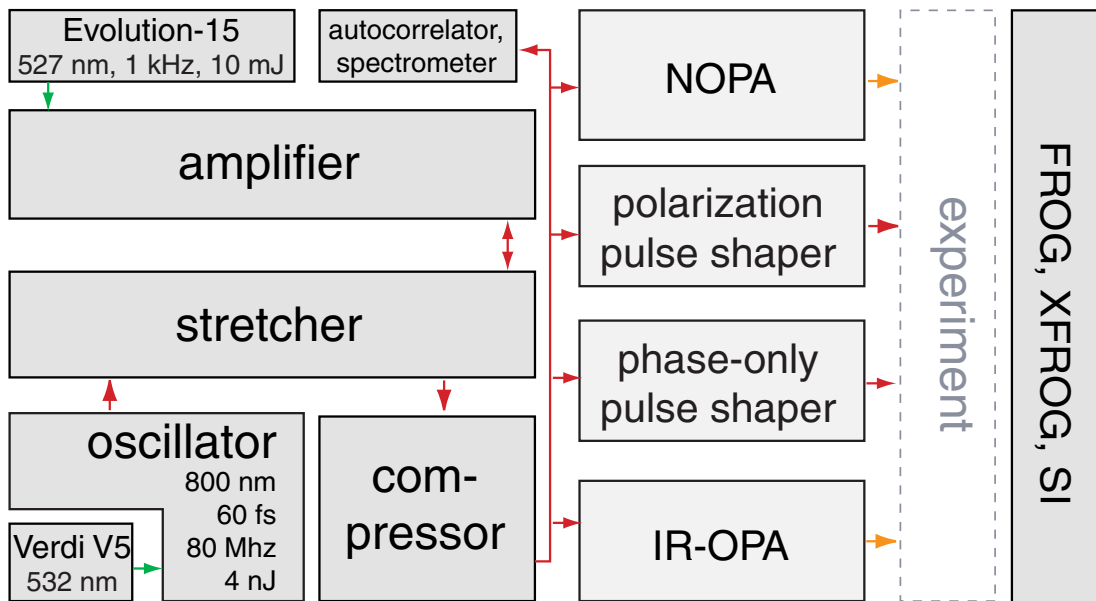 Evolution-15
527 nm, 1 kHz, 10 mJ
autocorrelator,
spectrometer
amplifier
stretcher
oscillator
800 nm
60 fs
80 Mhz
4 nJ
Verdi V5
532 nm
com-
pressor
NOPA
polarization
pulse shaper
phase-only
pulse shaper
IR-OPA
experiment
FROG, XFROG, SI